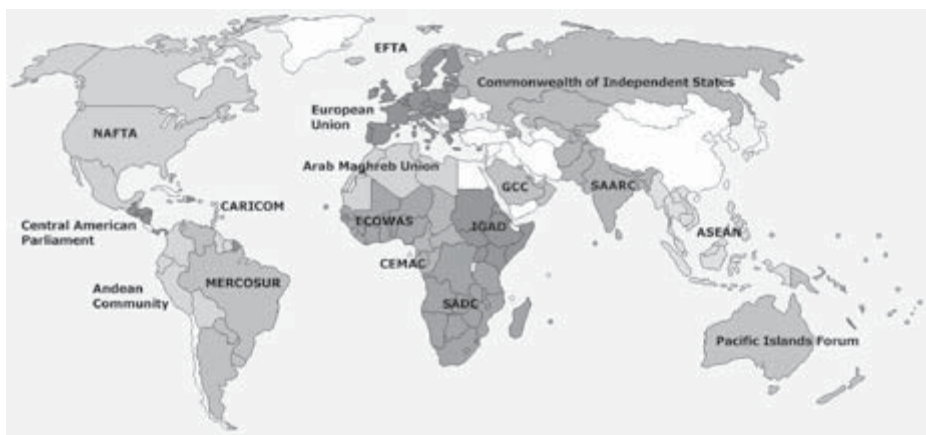 EFTA
Commonwealth of Independent States
European
Union
NAFTA
Arab Maghreb Union
GCC
SAARC
CARICOM
ECOWAS
IGAD
Central American
Parliament
ASEAN
CEMAC
MERCOSUR
Andean
Community
SADC
Pacific Islands Forum